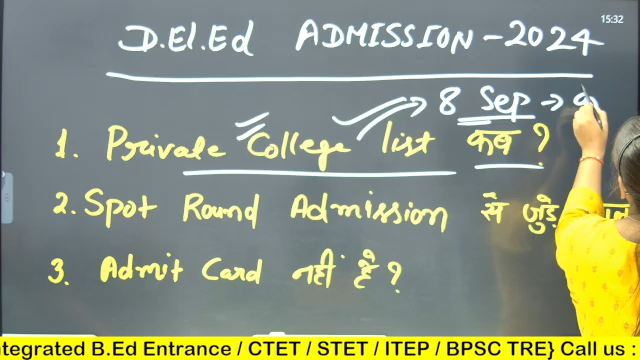 15:32
D.El.Ed ADMISSION - 2024
→ 8 Sep →
1. Private College list कब ?
2. Spot Round Admission से जुड़े
3. Admit Card नहीं है ?
ntegrated B.Ed Entrance / CTET / STET / ITEP / BPSC TRE} Call us :